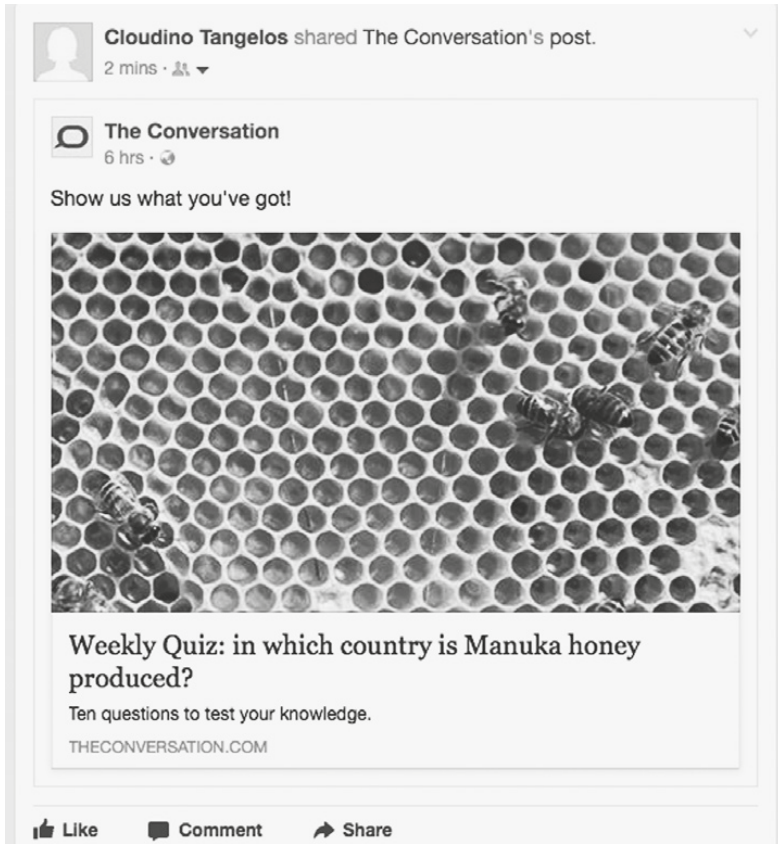 Cloudino Tangelos shared The Conversation's post.
2 mins ·
The Conversation
6 hrs ·
Show us what you've got!
Weekly Quiz: in which country is Manuka honey
produced?
Ten questions to test your knowledge.
THECONVERSATION.COM
Like Comment Share